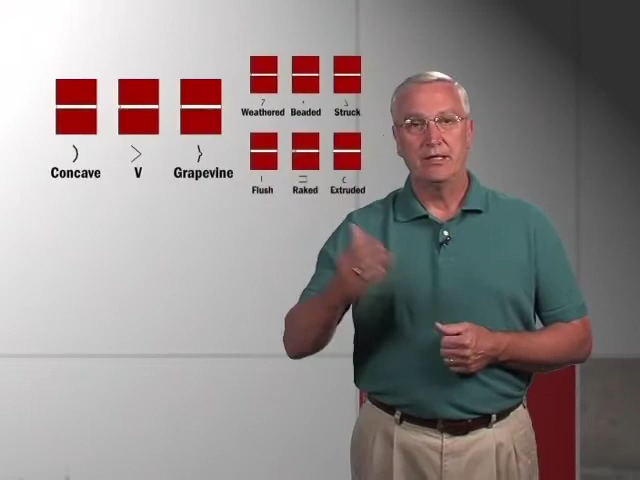 Weathered Beaded Struck
Concave V Grapevine
Flush Raked Extruded